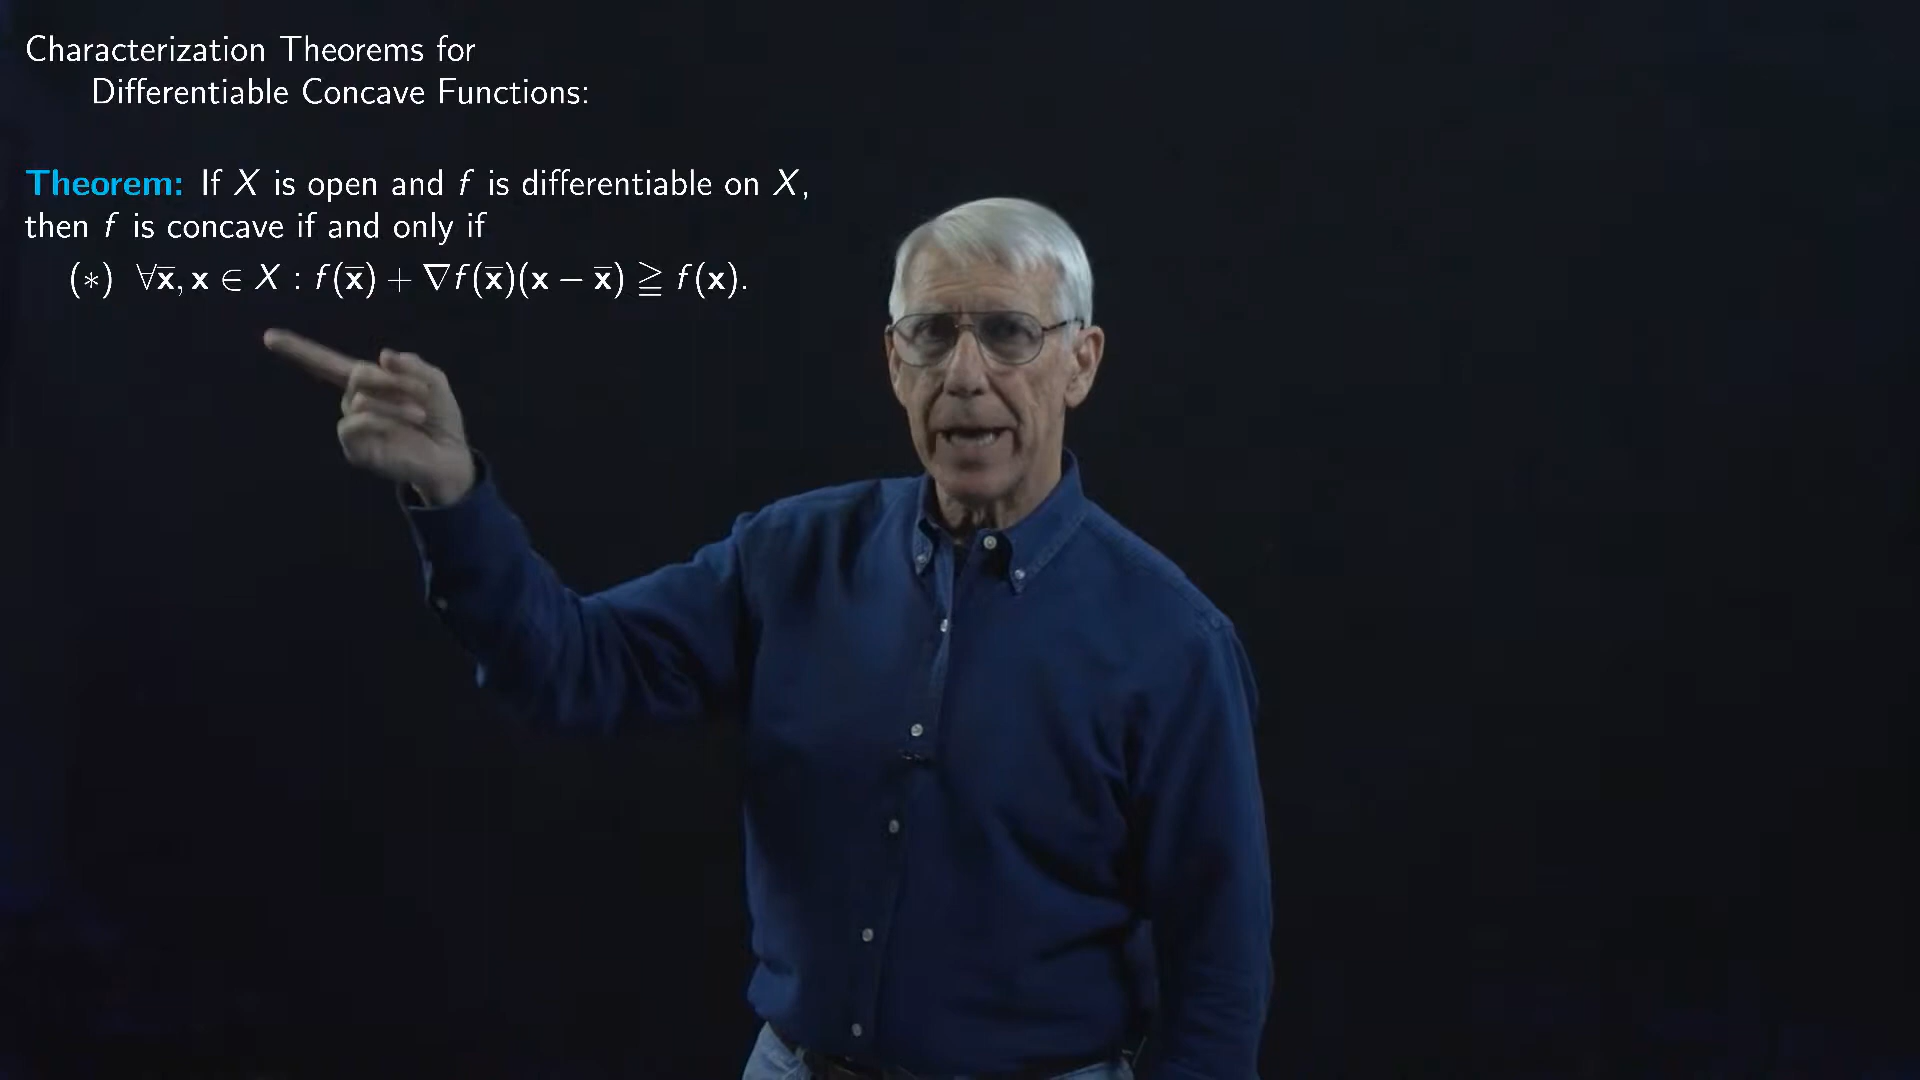 Characterization Theorems for
Differentiable Concave Functions:
Theorem: If X is open and f is differentiable on X,
then f is concave if and only if
(∗) ∀x̄, x ∈ X : f(x̄) + ∇f(x̄)(x − x̄) ≧ f(x).